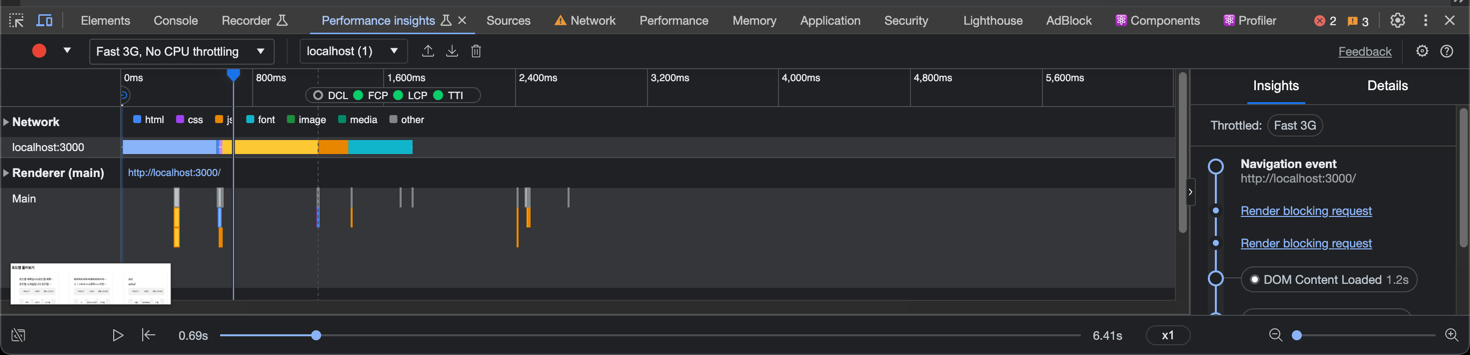 Elements Console Recorder Performance insights Sources Network Performance Memory Application Security Lighthouse AdBlock Components Profiler 2 3
Fast 3G, No CPU throttling localhost (1) Feedback
0ms 800ms 1,600ms 2,400ms 3,200ms 4,000ms 4,800ms 5,600ms
DCL FCP LCP TTI
Network html css js font image media other
localhost:3000
Renderer (main) http://localhost:3000/
Main
0.69s 6.41s x1
Insights Details
Throttled: Fast 3G
Navigation event
http://localhost:3000/
Render blocking request
Render blocking request
DOM Content Loaded 1.2s